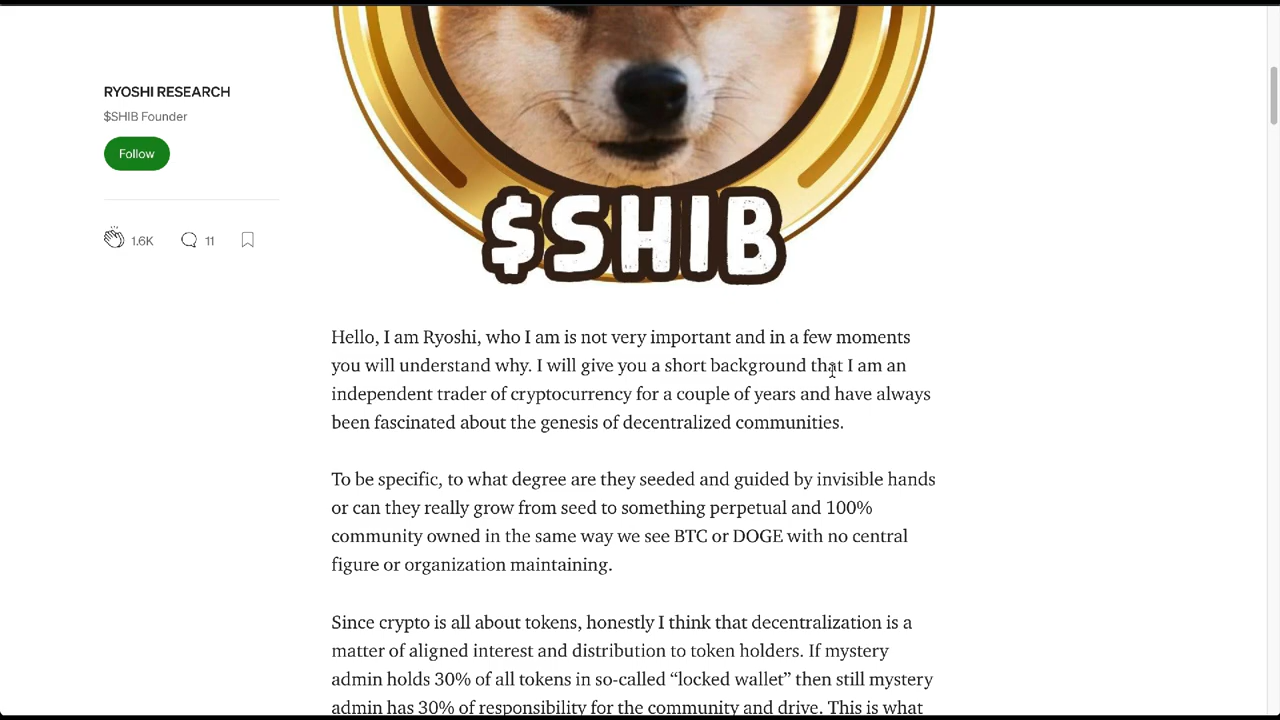 RYOSHI RESEARCH
$SHIB Founder
Follow
1.6K
11
$SHIB
Hello, I am Ryoshi, who I am is not very important and in a few moments
you will understand why. I will give you a short background that I am an
independent trader of cryptocurrency for a couple of years and have always
been fascinated about the genesis of decentralized communities.
To be specific, to what degree are they seeded and guided by invisible hands
or can they really grow from seed to something perpetual and 100%
community owned in the same way we see BTC or DOGE with no central
figure or organization maintaining.
Since crypto is all about tokens, honestly I think that decentralization is a
matter of aligned interest and distribution to token holders. If mystery
admin holds 30% of all tokens in so-called “locked wallet” then still mystery
admin has 30% of responsibility for the community and drive. This is what